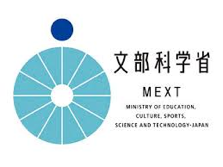 文部科学省
MEXT
MINISTRY OF EDUCATION,
CULTURE, SPORTS,
SCIENCE AND TECHNOLOGY-JAPAN